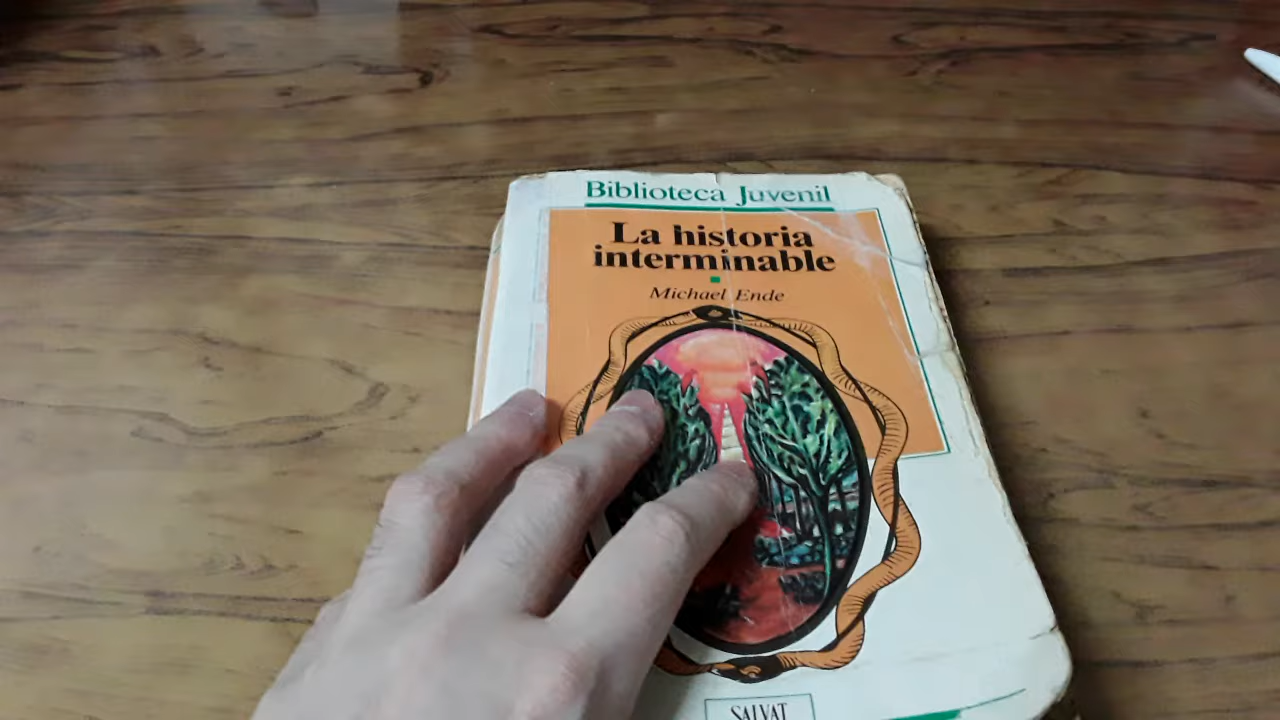 Biblioteca Juvenil
La historia
interminable
Michael Ende
SALVAT